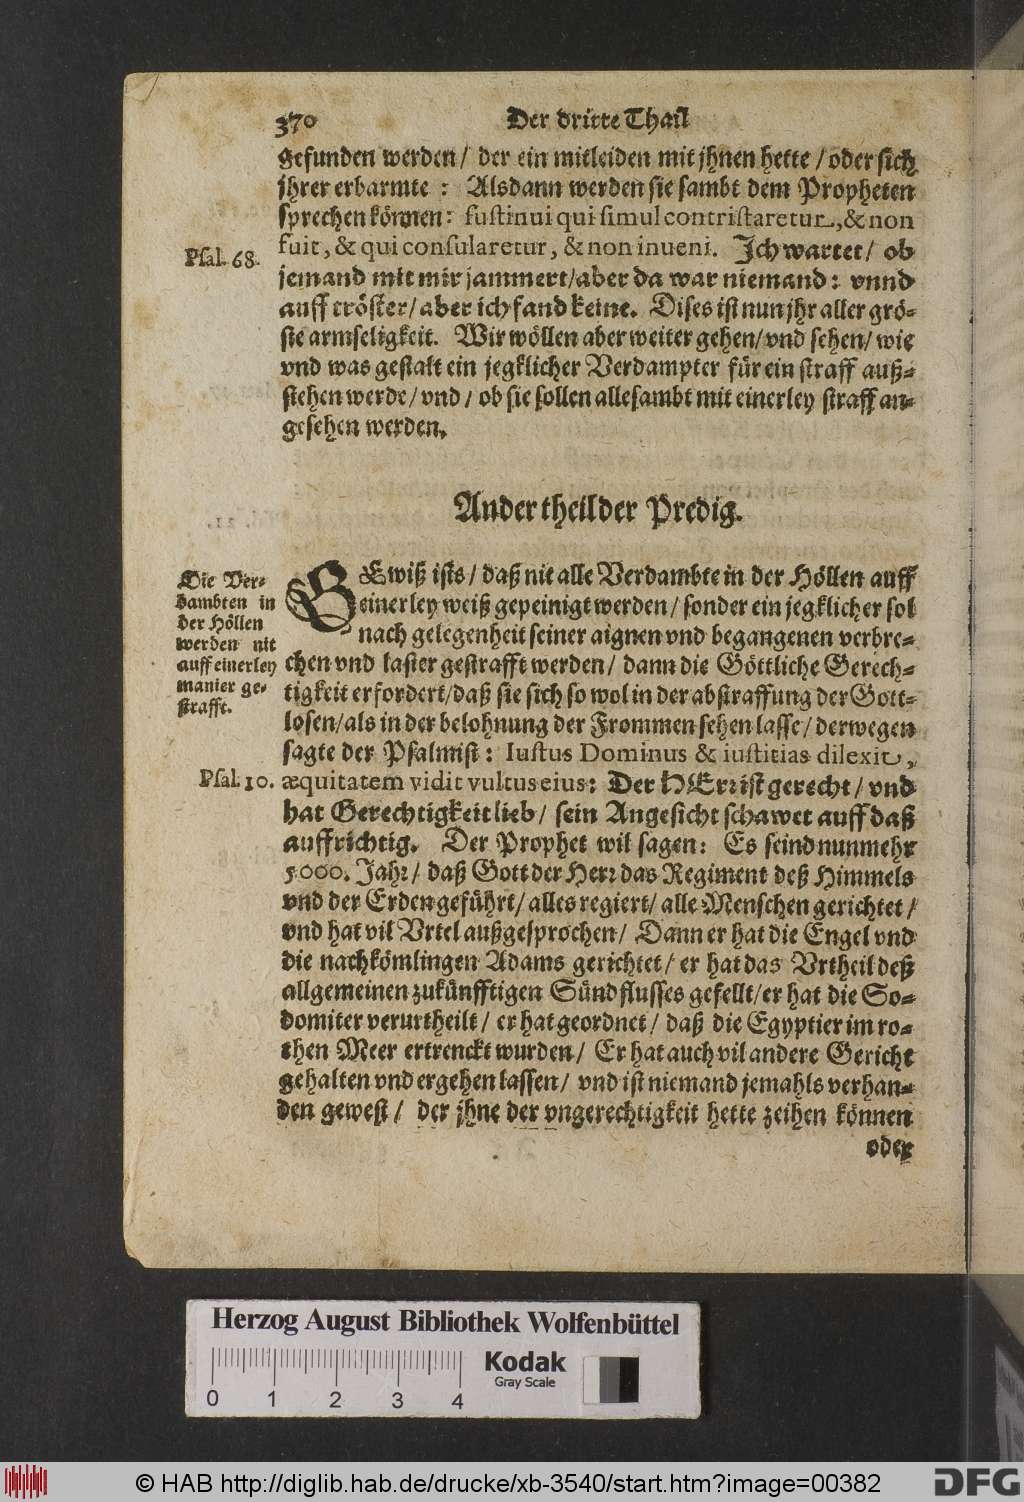 370 Der dritte Thail
gefunden werden / der ein mitleiden mit jhnen hette / oder sich
jhrer erbarmte : Alsdann werden sie sambt dem Propheten
sprechen können: sustinui qui simul contristaretur, & non
Psal. 68.
fuit, & qui consularetur, & non inueni. Ich wartet / ob
jemand mit mir jammert / aber da war niemand : vnnd
auff tröster / aber ich fand keine. Dises ist nun jhr aller grö-
ste armseligkeit. Wir wöllen aber weiter gehen / vnd sehen / wie
vnd was gestalt ein jegklicher Verdampter für ein straff auß-
stehen werde / vnd / ob sie sollen allesambt mit einerley straff an-
gesehen werden.
Ander theil der Predig.
Die Ver-
dambten in
der Höllen
werden nit
auff einerley
manier ge-
strafft.
GEwiß ists / daß nit alle Verdambte in der Höllen auff
einerley weiß gepeinigt werden / sonder ein jegklicher sol
nach gelegenheit seiner aignen vnd begangenen verbre-
chen vnd laster gestrafft werden / dann die Göttliche Gerech-
tigkeit erfordert / daß sie sich so wol in der abstraffung der Gott-
losen / als in der belohnung der Frommen sehen lasse / derwegen
sagte der Psalmist : Iustus Dominus & iustitias dilexit,
Psal. 10.
æquitatem vidit vultus eius: Der HErr ist gerecht / vnd
hat Gerechtigkeit lieb / sein Angesicht schawet auff daß
auffrichtig. Der Prophet wil sagen: Es seind nunmehr
5000. Jahr / daß Gott der Herr das Regiment deß Himmels
vnd der Erden geführt / alles regiert / alle Menschen gerichtet /
vnd hat vil Vrtel außgesprochen / Dann er hat die Engel vnd
die nachkömlingen Adams gerichtet / er hat das Vrtheil deß
allgemeinen zukünfftigen Sündflusses gefellt / er hat die So-
domiter verurtheilt / er hat geordnet / daß die Egyptier im ro-
then Meer ertrenckt wurden / Er hat auch vil andere Gericht
gehalten vnd ergehen lassen / vnd ist niemand jemahls verhan-
den gewest / der jhne der vngerechtigkeit hette zeihen können
oder
Herzog August Bibliothek Wolfenbüttel
Kodak
Gray Scale
0 1 2 3 4
© HAB http://diglib.hab.de/drucke/xb-3540/start.htm?image=00382
DFG